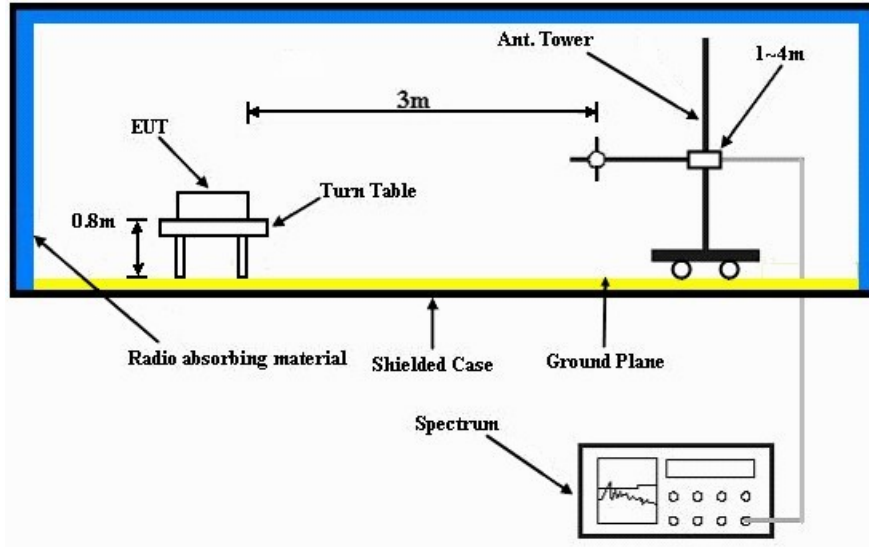 Ant. Tower
1~4m
3m
EUT
Turn Table
0.8m
Radio absorbing material
Shielded Case
Ground Plane
Spectrum